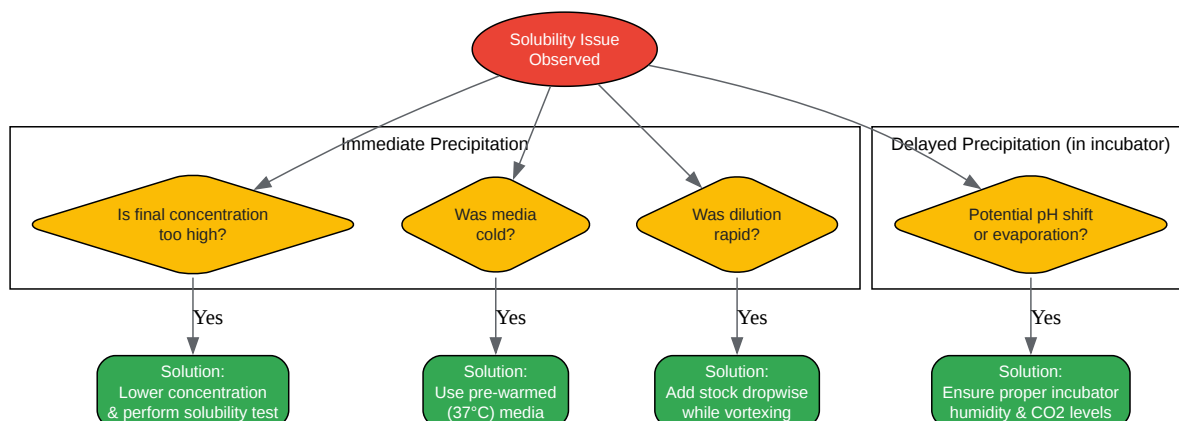 Solubility Issue
Observed
Immediate Precipitation
Delayed Precipitation (in incubator)
Is final concentration
too high?
Was media
cold?
Was dilution
rapid?
Potential pH shift
or evaporation?
Yes
Yes
Yes
Yes
Solution:
Lower concentration
& perform solubility test
Solution:
Use pre-warmed
(37°C) media
Solution:
Add stock dropwise
while vortexing
Solution:
Ensure proper incubator
humidity & CO2 levels